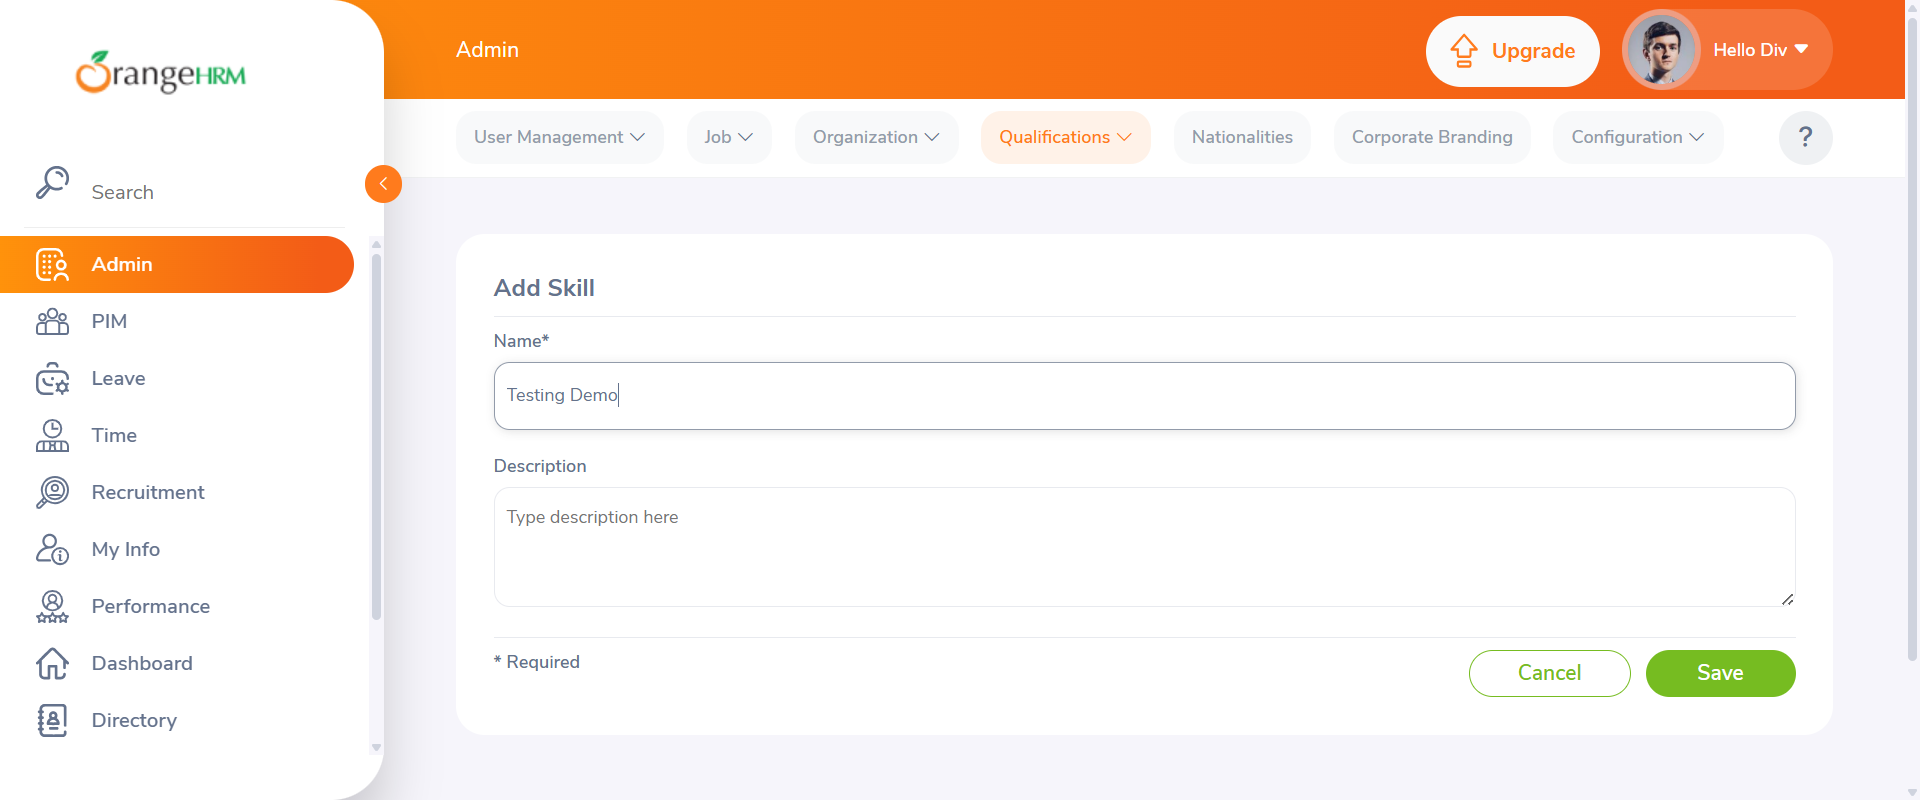 OrangeHRM
Admin
Upgrade
Hello Div
User Management
Job
Organization
Qualifications
Nationalities
Corporate Branding
Configuration
?
Search
Admin
PIM
Leave
Time
Recruitment
My Info
Performance
Dashboard
Directory
Add Skill
Name*
Testing Demo
Description
Type description here
* Required
Cancel
Save